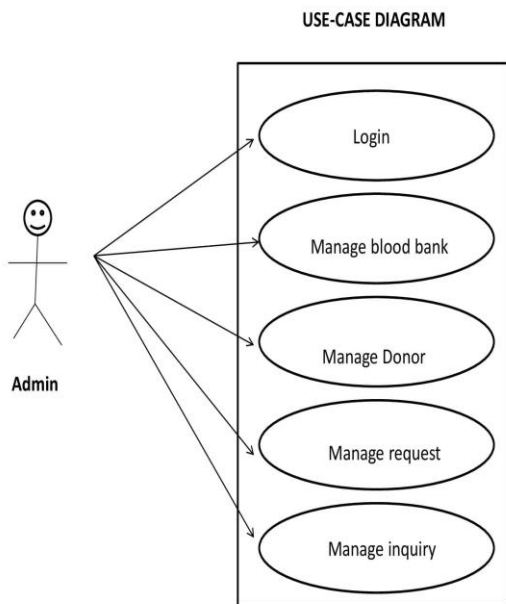 USE-CASE DIAGRAM
Login
Manage blood bank
Manage Donor
Admin
Manage request
Manage inquiry